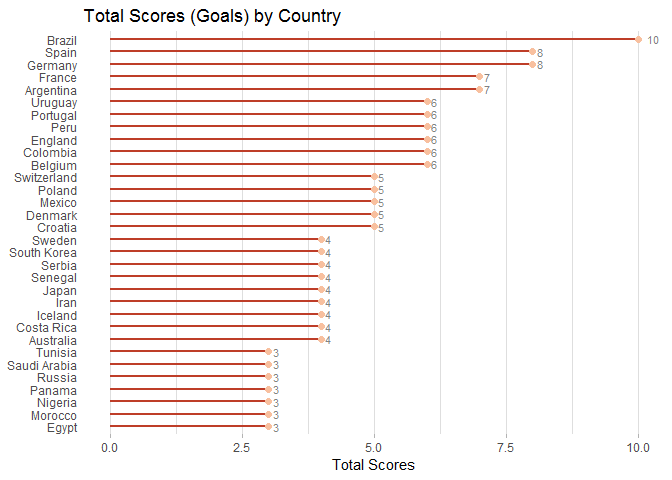 Total Scores (Goals) by Country
Brazil 10
Spain 8
Germany 8
France 7
Argentina 7
Uruguay 6
Portugal 6
Peru 6
England 6
Colombia 6
Belgium 6
Switzerland 5
Poland 5
Mexico 5
Denmark 5
Croatia 5
Sweden 4
South Korea 4
Serbia 4
Senegal 4
Japan 4
Iran 4
Iceland 4
Costa Rica 4
Australia 4
Tunisia 3
Saudi Arabia 3
Russia 3
Panama 3
Nigeria 3
Morocco 3
Egypt 3
0.0 2.5 5.0 7.5 10.0
Total Scores